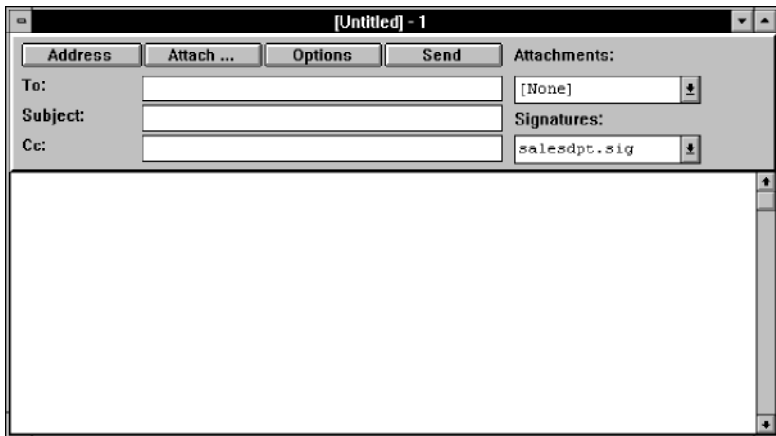 [Untitled] - 1
Address Attach ... Options Send Attachments:
To: [None]
Subject: Signatures:
Cc: salesdpt.sig